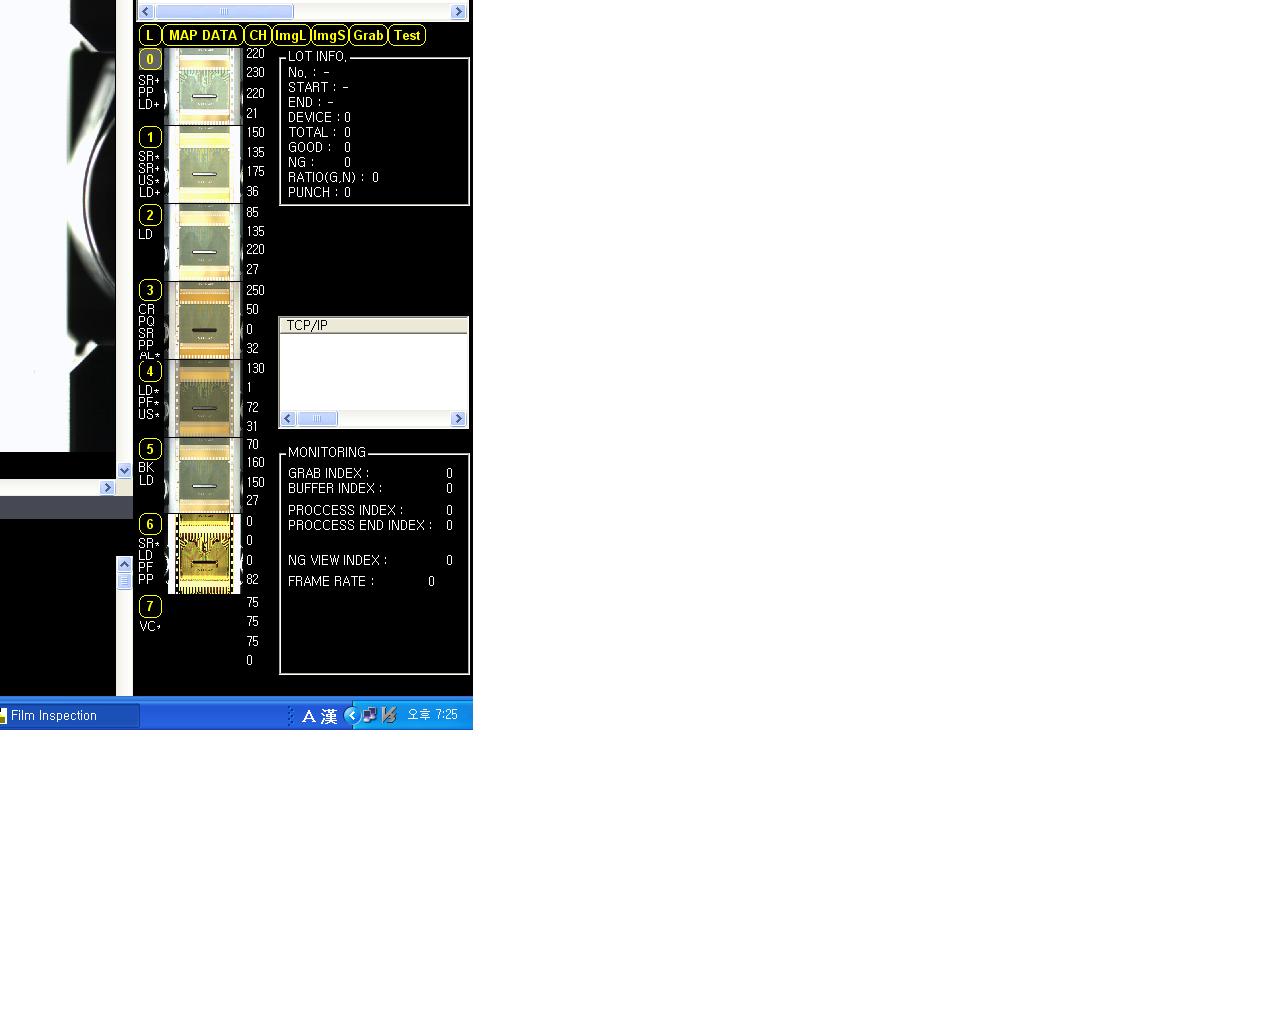 L MAP DATA CH ImgL ImgS Grab Test
0
SR+
PP
LD+
220
230
220
21
1
SR*
SR+
US*
LD+
150
135
175
36
2
LD
85
135
220
27
3
CR
PQ
SR
PP
AL*
250
50
0
32
4
LD*
PF*
US*
130
1
72
31
5
BK
LD
70
160
150
27
6
SR*
LD
PF
PP
0
0
0
82
7
VC*
75
75
75
0
LOT INFO.
No. : -
START : -
END : -
DEVICE : 0
TOTAL : 0
GOOD : 0
NG : 0
RATIO(G,N) : 0
PUNCH : 0
TCP/IP
MONITORING
GRAB INDEX : 0
BUFFER INDEX : 0
PROCCESS INDEX : 0
PROCCESS END INDEX : 0
NG VIEW INDEX : 0
FRAME RATE : 0
Film Inspection
A 漢
오후 7:25